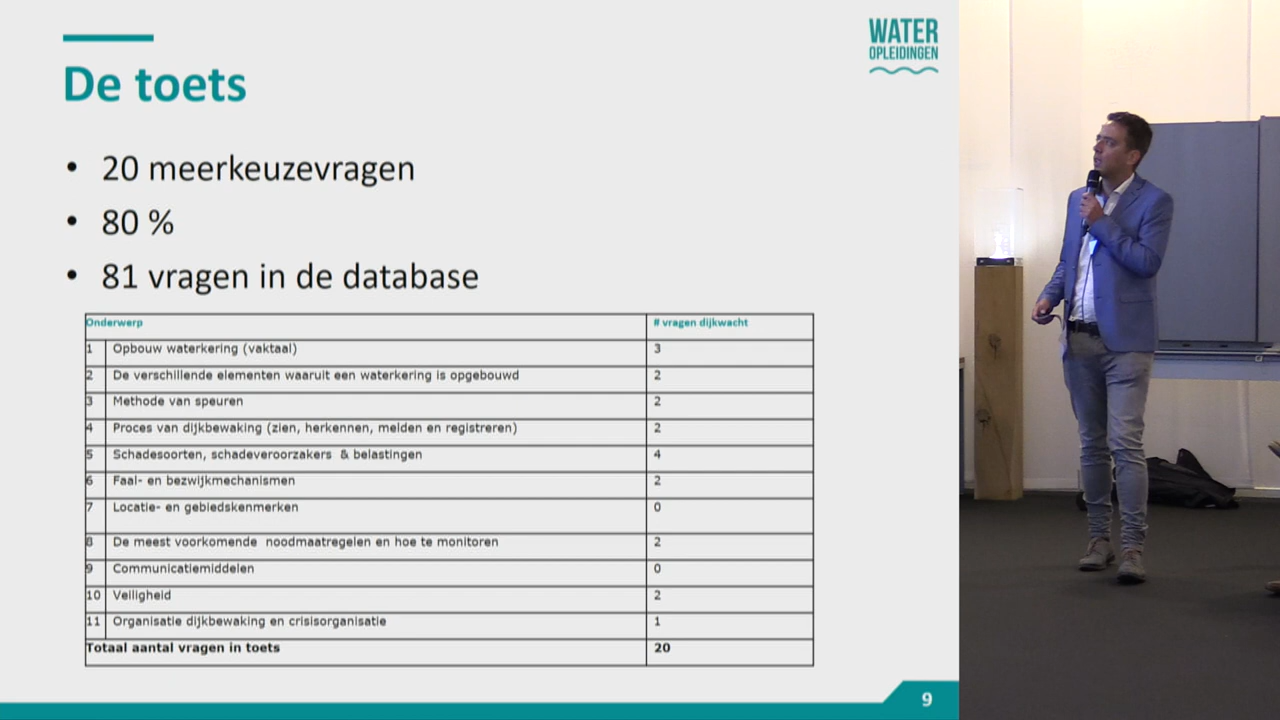 WATER
OPLEIDINGEN
De toets
• 20 meerkeuzevragen
• 80 %
• 81 vragen in de database
Onderwerp # vragen dijkwacht
1 Opbouw waterkering (vaktaal) 3
2 De verschillende elementen waaruit een waterkering is opgebouwd 2
3 Methode van speuren 2
4 Proces van dijkbewaking (zien, herkennen, melden en registreren) 2
5 Schadesoorten, schadeveroorzakers & belastingen 4
6 Faal- en bezwijkmechanismen 2
7 Locatie- en gebiedskenmerken 0
8 De meest voorkomende noodmaatregelen en hoe te monitoren 2
9 Communicatiemiddelen 0
10 Veiligheid 2
11 Organisatie dijkbewaking en crisisorganisatie 1
Totaal aantal vragen in toets 20
9